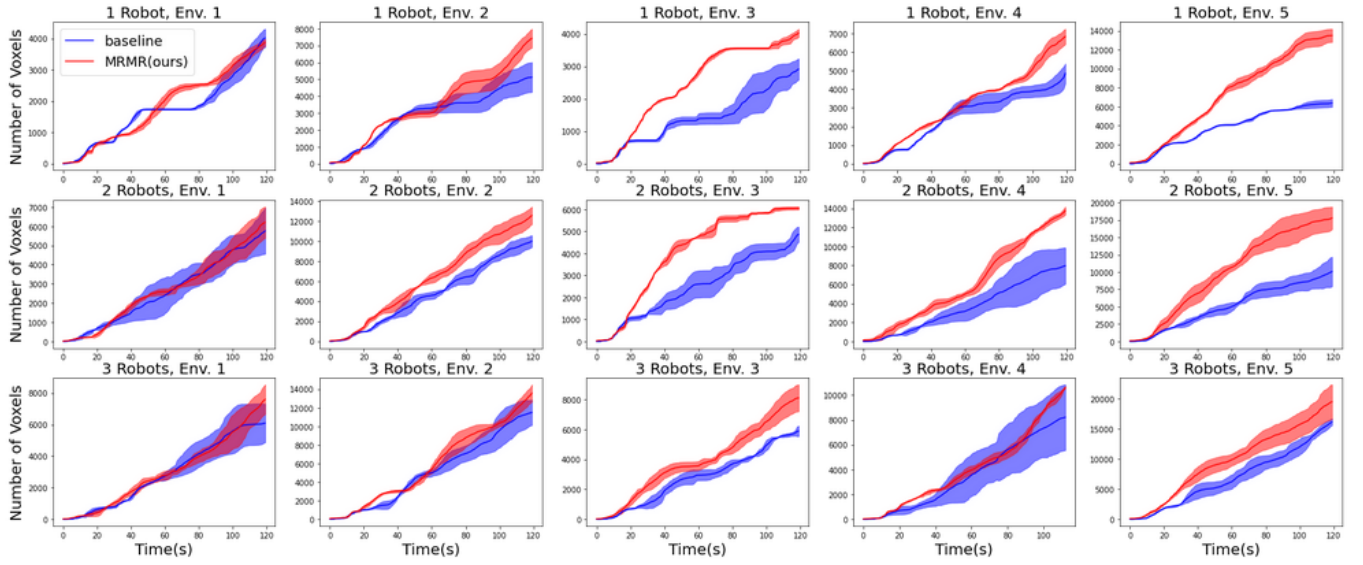 1 Robot, Env. 1
1 Robot, Env. 2
1 Robot, Env. 3
1 Robot, Env. 4
1 Robot, Env. 5
Number of Voxels
4000
3000
2000
1000
0
baseline
MRMR(ours)
0 20 40 60 80 100 120
8000
7000
6000
5000
4000
3000
2000
1000
0
0 20 40 60 80 100 120
4000
3000
2000
1000
0
0 20 40 60 80 100 120
7000
6000
5000
4000
3000
2000
1000
0
0 20 40 60 80 100 120
14000
12000
10000
8000
6000
4000
2000
0
0 20 40 60 80 100 120
2 Robots, Env. 1
2 Robots, Env. 2
2 Robots, Env. 3
2 Robots, Env. 4
2 Robots, Env. 5
Number of Voxels
7000
6000
5000
4000
3000
2000
1000
0
0 20 40 60 80 100 120
14000
12000
10000
8000
6000
4000
2000
0
0 20 40 60 80 100 120
6000
5000
4000
3000
2000
1000
0
0 20 40 60 80 100 120
14000
12000
10000
8000
6000
4000
2000
0
0 20 40 60 80 100 120
20000
17500
15000
12500
10000
7500
5000
2500
0
0 20 40 60 80 100 120
3 Robots, Env. 1
3 Robots, Env. 2
3 Robots, Env. 3
3 Robots, Env. 4
3 Robots, Env. 5
Number of Voxels
8000
6000
4000
2000
0
0 20 40 60 80 100 120
Time(s)
14000
12000
10000
8000
6000
4000
2000
0
0 20 40 60 80 100 120
Time(s)
8000
6000
4000
2000
0
0 20 40 60 80 100 120
Time(s)
10000
8000
6000
4000
2000
0
0 20 40 60 80 100
Time(s)
20000
15000
10000
5000
0
0 20 40 60 80 100 120
Time(s)